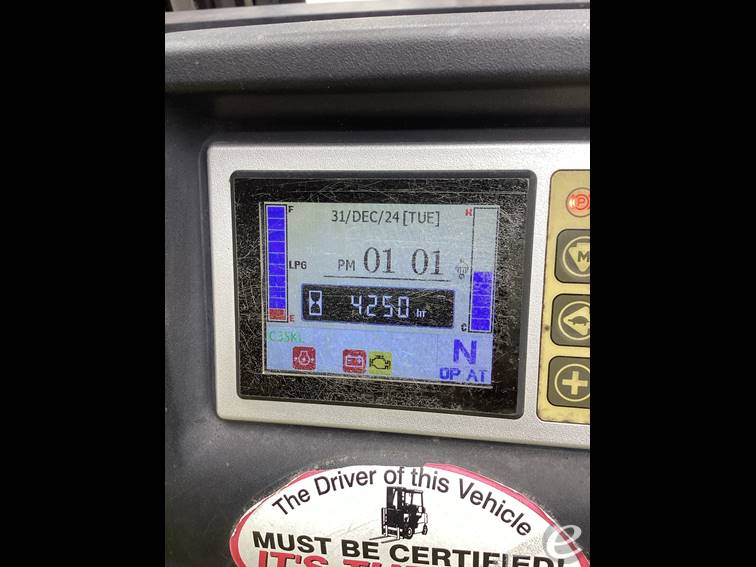 F
31/DEC/24[TUE]
H
LPG
PM 01 01
E
4250 hr
C
N
OP AT
P
M
The Driver of this Vehicle
MUST BE CERTIFIED!
e